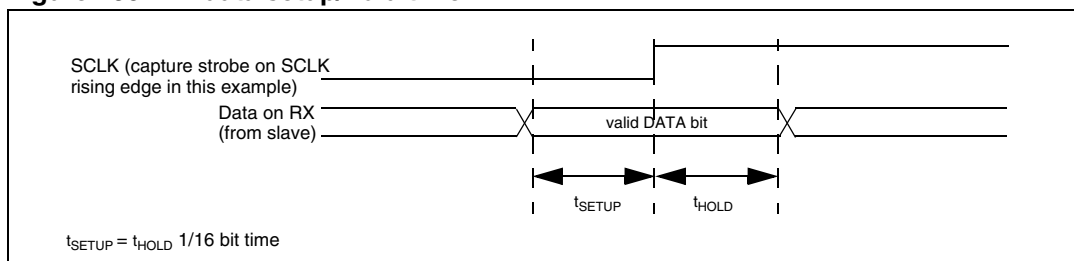 SCLK (capture strobe on SCLK
rising edge in this example)
Data on RX
(from slave)
valid DATA bit
tSETUP
tHOLD
tSETUP = tHOLD 1/16 bit time